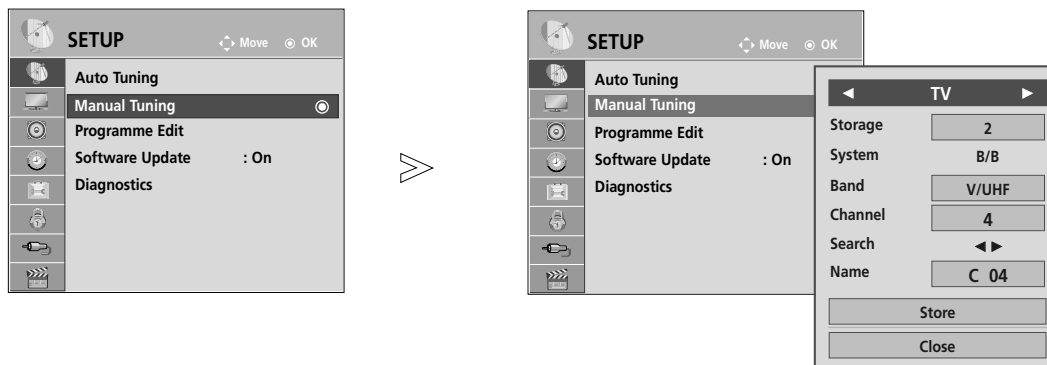 SETUP
Move OK
Auto Tuning
Manual Tuning
Programme Edit
Software Update : On
Diagnostics
SETUP
Move OK
Auto Tuning
Manual Tuning
Programme Edit
Software Update : On
Diagnostics
◄ TV ►
Storage 2
System B/B
Band V/UHF
Channel 4
Search ◄ ►
Name C 04
Store
Close